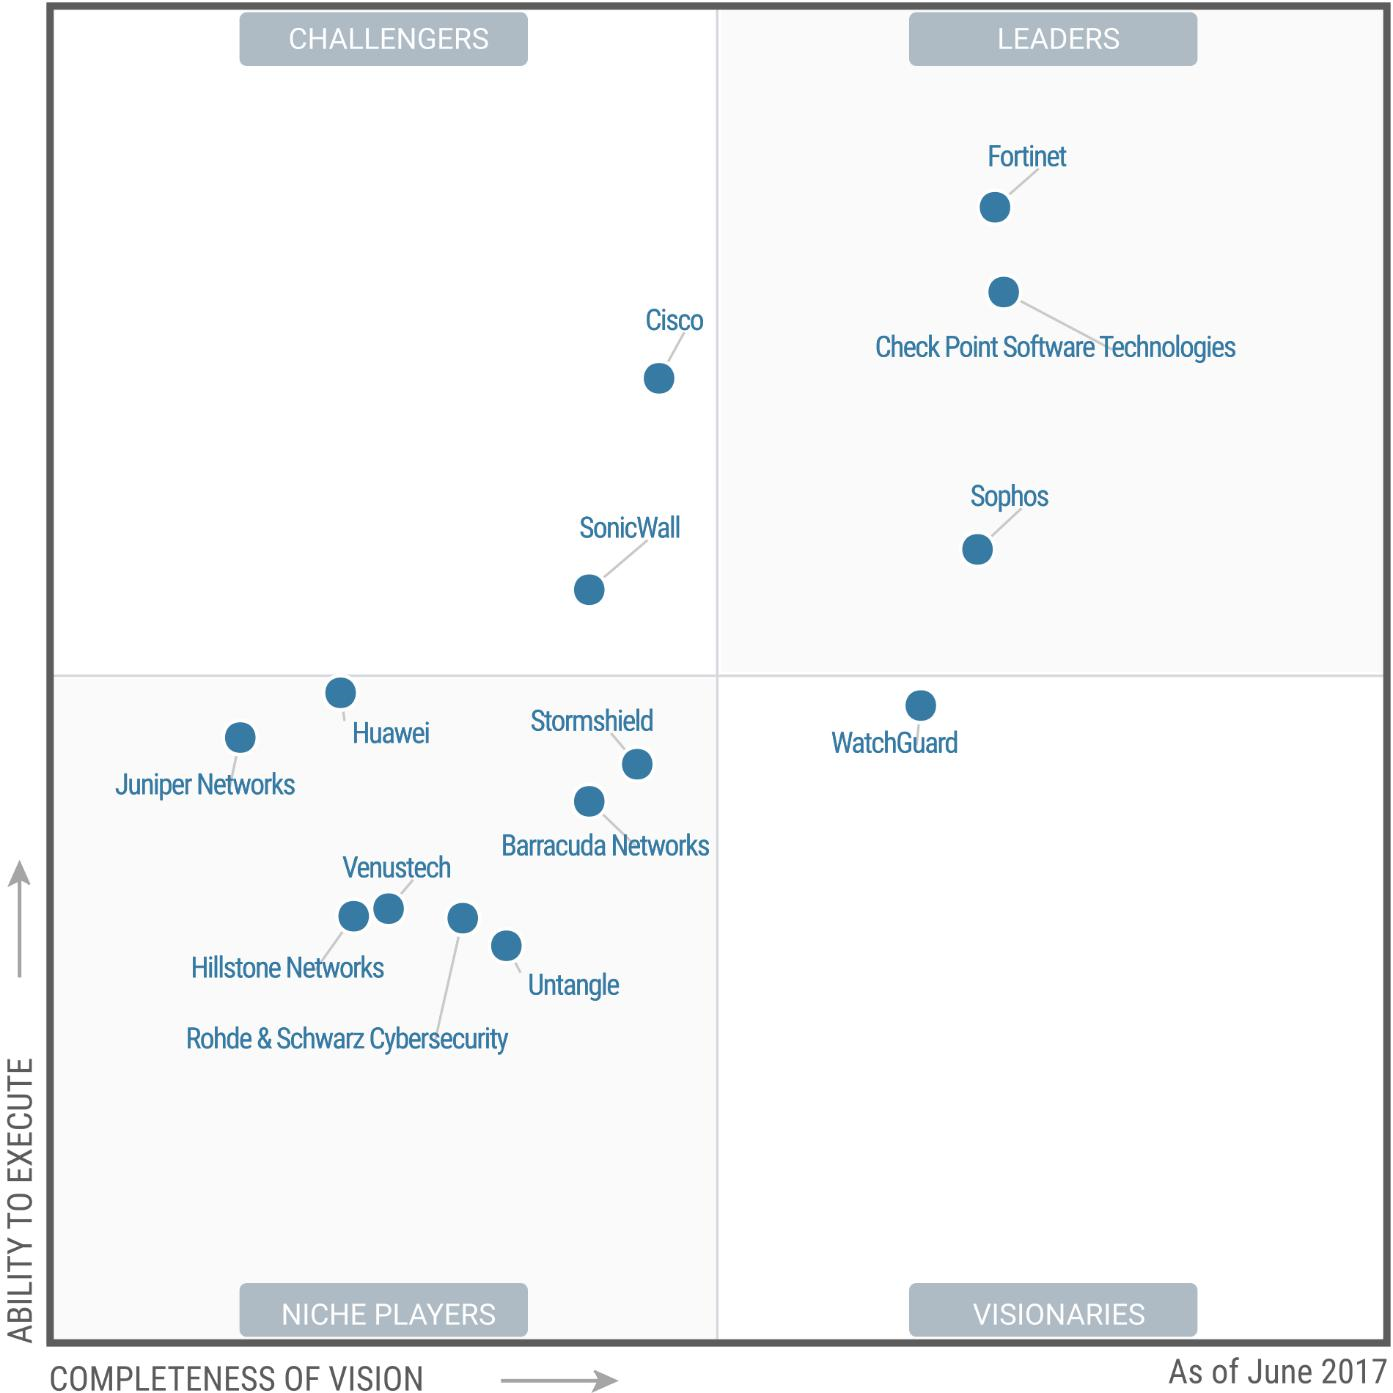 CHALLENGERS
LEADERS
Fortinet
Cisco
Check Point Software Technologies
Sophos
SonicWall
Stormshield
Huawei
WatchGuard
Juniper Networks
Barracuda Networks
Venustech
Hillstone Networks
Untangle
Rohde & Schwarz Cybersecurity
ABILITY TO EXECUTE
NICHE PLAYERS
VISIONARIES
COMPLETENESS OF VISION
As of June 2017